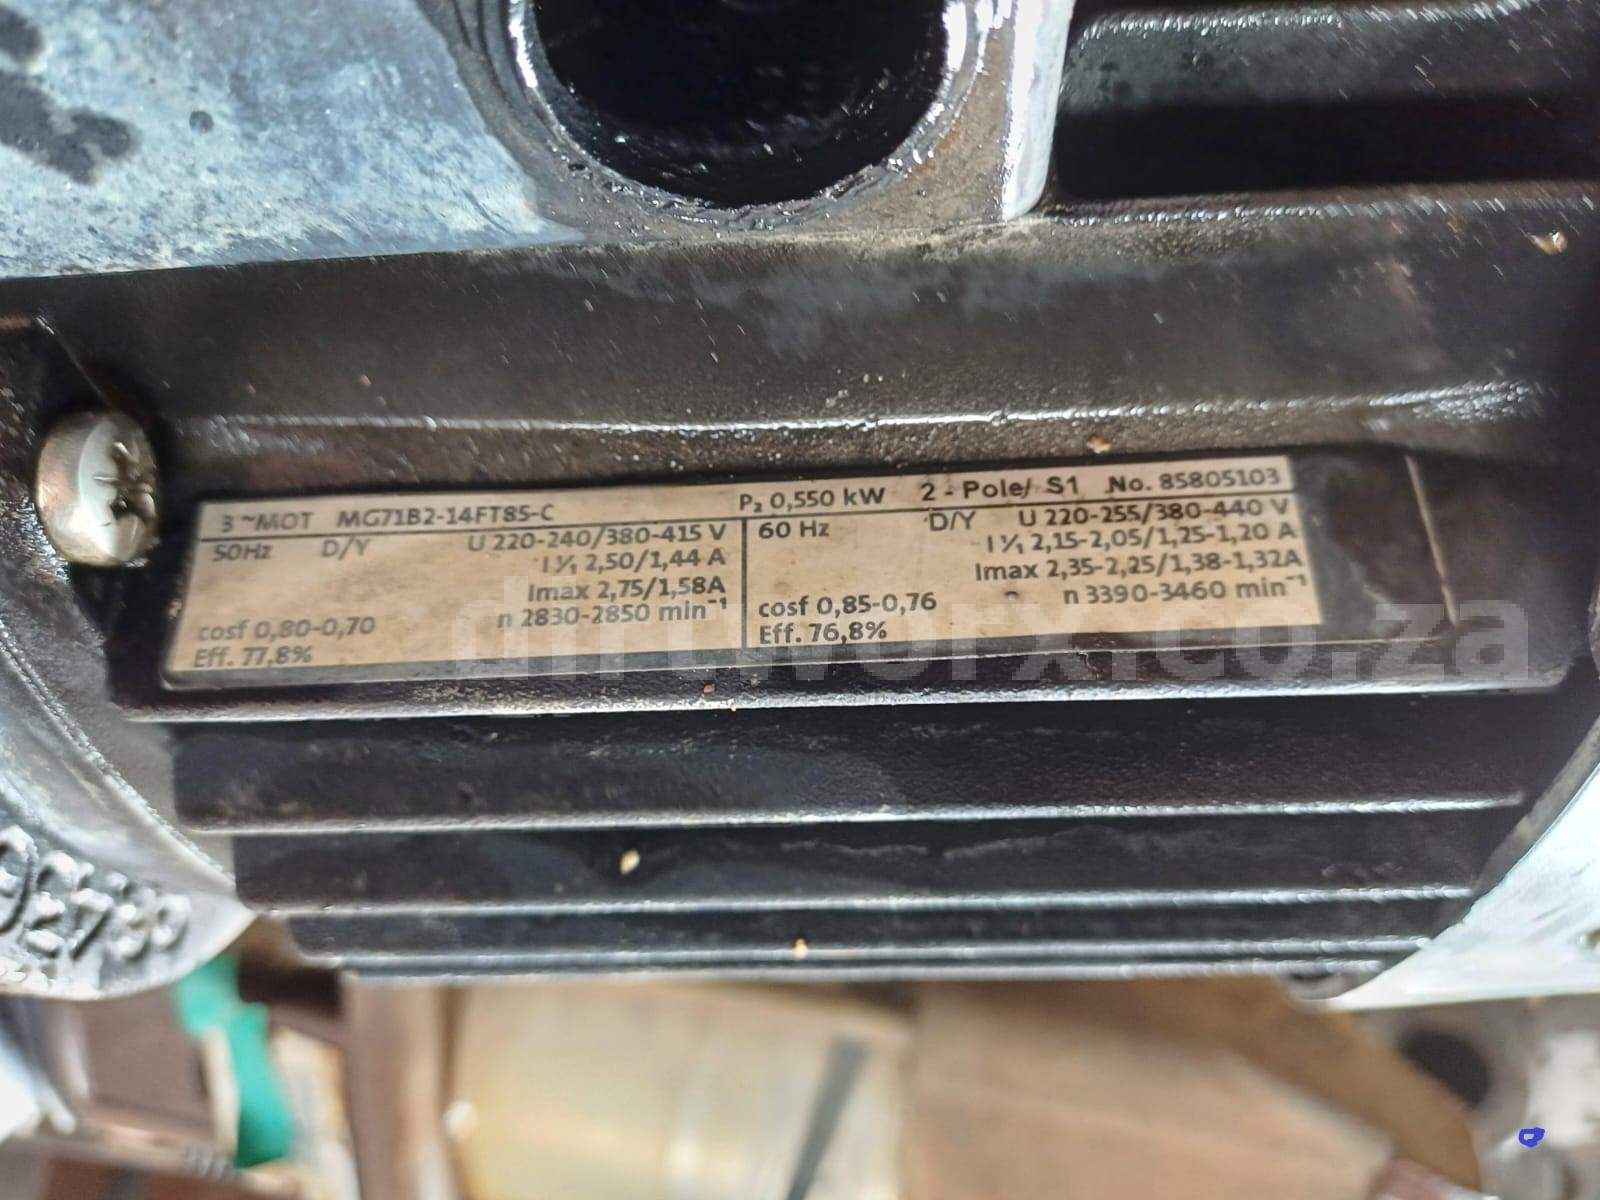 3 ~MOT MG71B2-14FT85-C P₂ 0,550 kW 2 - Pole/ S1 No. 85805103
50Hz D/Y U 220-240/380-415 V
I 1/1 2,50/1,44 A
Imax 2,75/1,58A
n 2830-2850 min⁻¹
cosf 0,80-0,70
Eff. 77,8%
60 Hz D/Y U 220-255/380-440 V
I 1/1 2,15-2,05/1,25-1,20 A
Imax 2,35-2,25/1,38-1,32A
n 3390-3460 min⁻¹
cosf 0,85-0,76
Eff. 76,8%
dirtworx.co.za